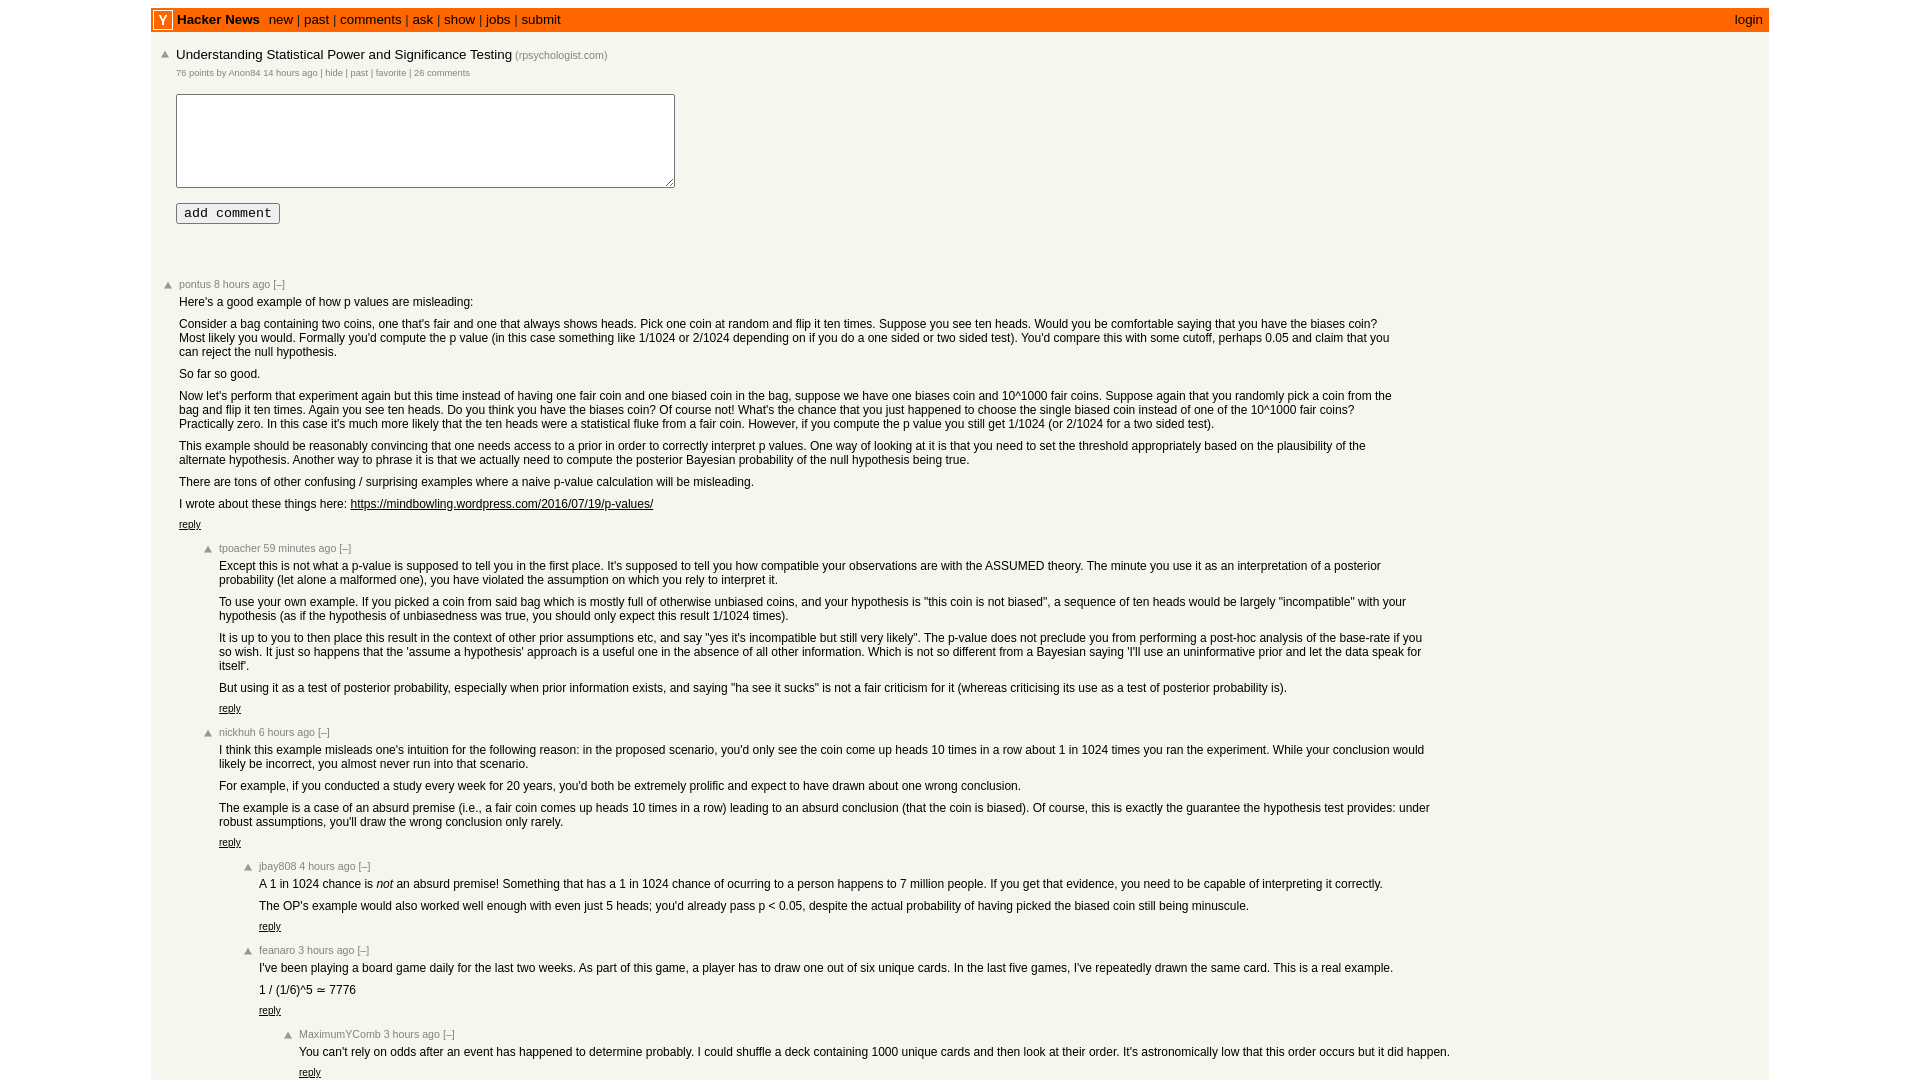 Y Hacker News new | past | comments | ask | show | jobs | submit login
Understanding Statistical Power and Significance Testing (rpsychologist.com)
76 points by Anon84 14 hours ago | hide | past | favorite | 26 comments
add comment
pontus 8 hours ago [–]
Here's a good example of how p values are misleading:
Consider a bag containing two coins, one that's fair and one that always shows heads. Pick one coin at random and flip it ten times. Suppose you see ten heads. Would you be comfortable saying that you have the biases coin?
Most likely you would. Formally you'd compute the p value (in this case something like 1/1024 or 2/1024 depending on if you do a one sided or two sided test). You'd compare this with some cutoff, perhaps 0.05 and claim that you
can reject the null hypothesis.
So far so good.
Now let's perform that experiment again but this time instead of having one fair coin and one biased coin in the bag, suppose we have one biases coin and 10^1000 fair coins. Suppose again that you randomly pick a coin from the
bag and flip it ten times. Again you see ten heads. Do you think you have the biases coin? Of course not! What's the chance that you just happened to choose the single biased coin instead of one of the 10^1000 fair coins?
Practically zero. In this case it's much more likely that the ten heads were a statistical fluke from a fair coin. However, if you compute the p value you still get 1/1024 (or 2/1024 for a two sided test).
This example should be reasonably convincing that one needs access to a prior in order to correctly interpret p values. One way of looking at it is that you need to set the threshold appropriately based on the plausibility of the
alternate hypothesis. Another way to phrase it is that we actually need to compute the posterior Bayesian probability of the null hypothesis being true.
There are tons of other confusing / surprising examples where a naive p-value calculation will be misleading.
I wrote about these things here: https://mindbowling.wordpress.com/2016/07/19/p-values/
reply
tpoacher 59 minutes ago [–]
Except this is not what a p-value is supposed to tell you in the first place. It's supposed to tell you how compatible your observations are with the ASSUMED theory. The minute you use it as an interpretation of a posterior
probability (let alone a malformed one), you have violated the assumption on which you rely to interpret it.
To use your own example. If you picked a coin from said bag which is mostly full of otherwise unbiased coins, and your hypothesis is "this coin is not biased", a sequence of ten heads would be largely "incompatible" with your
hypothesis (as if the hypothesis of unbiasedness was true, you should only expect this result 1/1024 times).
It is up to you to then place this result in the context of other prior assumptions etc, and say "yes it's incompatible but still very likely". The p-value does not preclude you from performing a post-hoc analysis of the base-rate if you
so wish. It just so happens that the 'assume a hypothesis' approach is a useful one in the absence of all other information. Which is not so different from a Bayesian saying 'I'll use an uninformative prior and let the data speak for
itself'.
But using it as a test of posterior probability, especially when prior information exists, and saying "ha see it sucks" is not a fair criticism for it (whereas criticising its use as a test of posterior probability is).
reply
nickhuh 6 hours ago [–]
I think this example misleads one's intuition for the following reason: in the proposed scenario, you'd only see the coin come up heads 10 times in a row about 1 in 1024 times you ran the experiment. While your conclusion would
likely be incorrect, you almost never run into that scenario.
For example, if you conducted a study every week for 20 years, you'd both be extremely prolific and expect to have drawn about one wrong conclusion.
The example is a case of an absurd premise (i.e., a fair coin comes up heads 10 times in a row) leading to an absurd conclusion (that the coin is biased). Of course, this is exactly the guarantee the hypothesis test provides: under
robust assumptions, you'll draw the wrong conclusion only rarely.
reply
jbay808 4 hours ago [–]
A 1 in 1024 chance is not an absurd premise! Something that has a 1 in 1024 chance of ocurring to a person happens to 7 million people. If you get that evidence, you need to be capable of interpreting it correctly.
The OP's example would also worked well enough with even just 5 heads; you'd already pass p < 0.05, despite the actual probability of having picked the biased coin still being minuscule.
reply
feanaro 3 hours ago [–]
I've been playing a board game daily for the last two weeks. As part of this game, a player has to draw one out of six unique cards. In the last five games, I've repeatedly drawn the same card. This is a real example.
1 / (1/6)^5 ≃ 7776
reply
MaximumYComb 3 hours ago [–]
You can't rely on odds after an event has happened to determine probably. I could shuffle a deck containing 1000 unique cards and then look at their order. It's astronomically low that this order occurs but it did happen.
reply